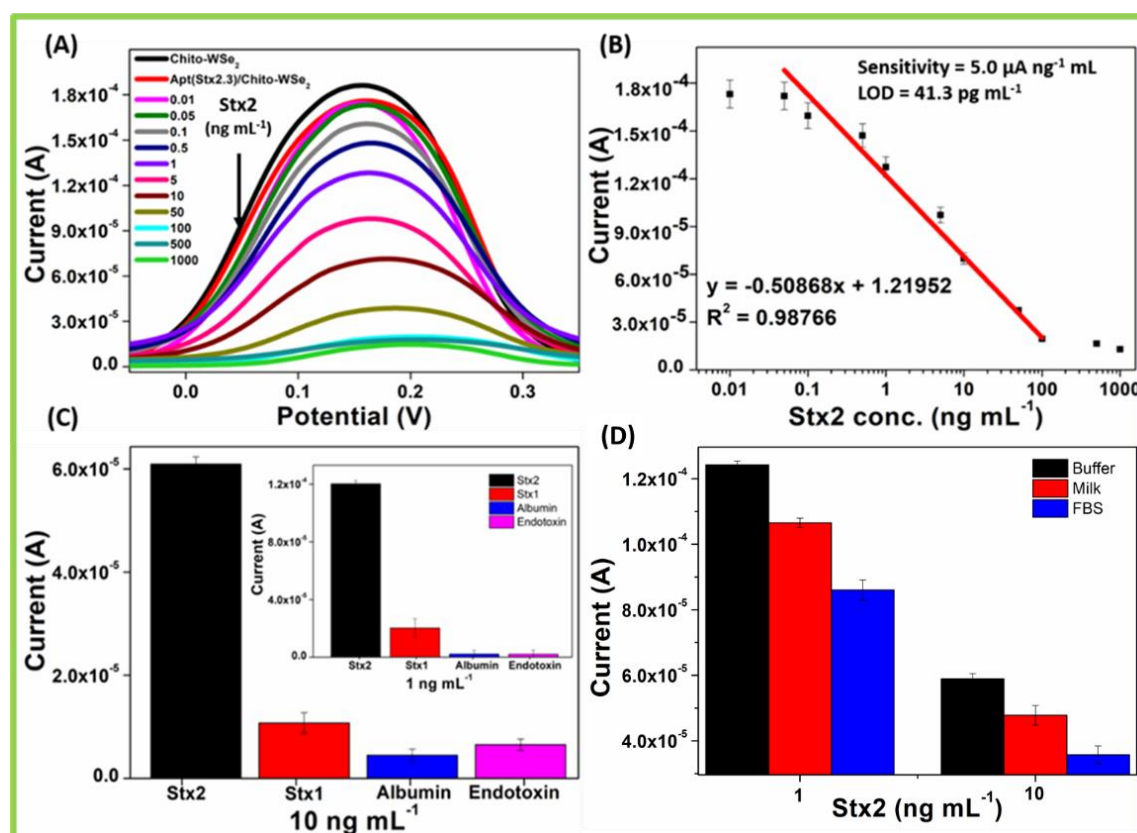 (A)
Chito-WSe₂
Apt(Stx2.3)/Chito-WSe₂
0.01
0.05
0.1
0.5
1
5
10
50
100
500
1000
Stx2
(ng mL⁻¹)
1.8x10⁻⁴
1.5x10⁻⁴
1.2x10⁻⁴
9.0x10⁻⁵
6.0x10⁻⁵
3.0x10⁻⁵
0.0
Current (A)
0.0 0.1 0.2 0.3
Potential (V)
(B)
Sensitivity = 5.0 µA ng⁻¹ mL
LOD = 41.3 pg mL⁻¹
1.8x10⁻⁴
1.5x10⁻⁴
1.2x10⁻⁴
9.0x10⁻⁵
6.0x10⁻⁵
3.0x10⁻⁵
0.0
Current (A)
y = -0.50868x + 1.21952
R² = 0.98766
0.01 0.1 1 10 100 1000
Stx2 conc. (ng mL⁻¹)
(C)
6.0x10⁻⁵
4.0x10⁻⁵
2.0x10⁻⁵
0.0
Current (A)
Stx2 Stx1 Albumin Endotoxin
10 ng mL⁻¹
1.2x10⁻⁴
8.0x10⁻⁵
4.0x10⁻⁵
0.0
Current (A)
Stx2
Stx1
Albumin
Endotoxin
Stx2 Stx1 Albumin Endotoxin
1 ng mL⁻¹
(D)
Buffer
Milk
FBS
1.2x10⁻⁴
1.0x10⁻⁴
8.0x10⁻⁵
6.0x10⁻⁵
4.0x10⁻⁵
Current (A)
1 10
Stx2 (ng mL⁻¹)